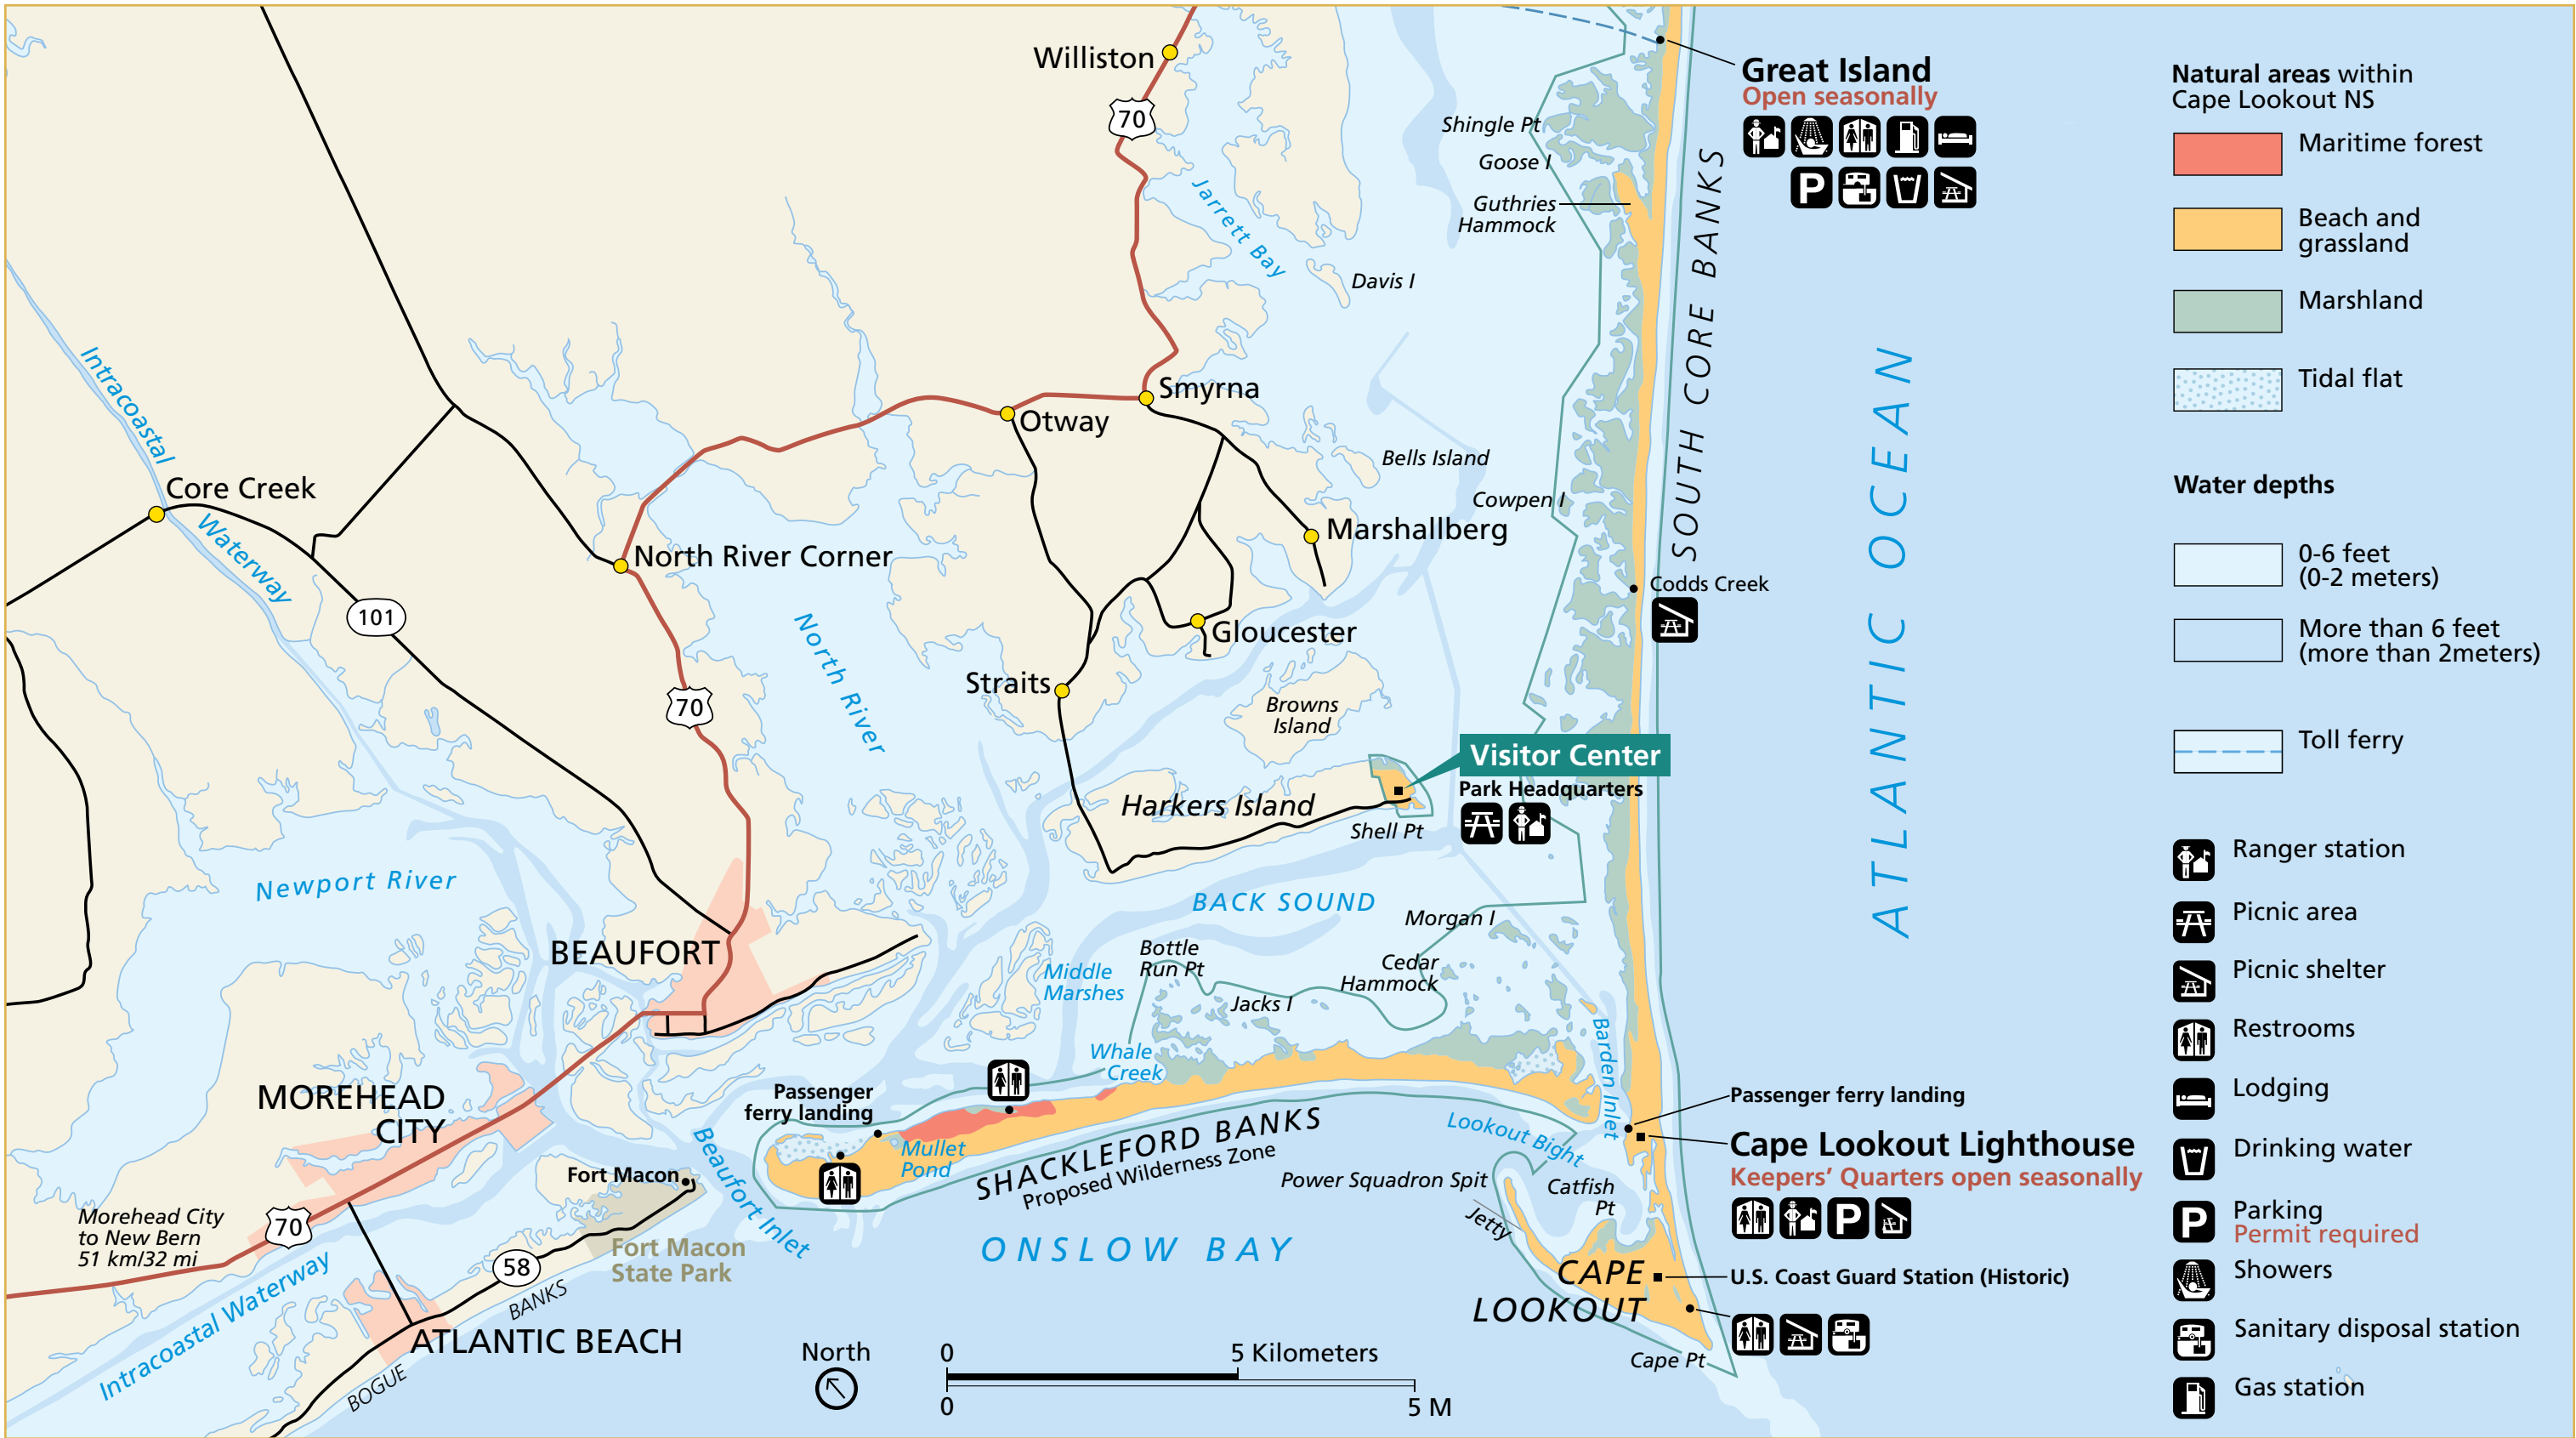 Williston
70
Great Island
Open seasonally
P
Shingle Pt
Goose I
Guthries
Hammock
Jarrett Bay
Davis I
SOUTH CORE BANKS
ATLANTIC OCEAN
Intracoastal
Waterway
Smyrna
Otway
Bells Island
Cowpen I
Core Creek
Marshallberg
North River Corner
Codds Creek
101
North River
Gloucester
Straits
70
Browns
Island
Visitor Center
Park Headquarters
Harkers Island
Shell Pt
Newport River
BACK SOUND
Morgan I
BEAUFORT
Bottle
Run Pt
Cedar
Hammock
Middle
Marshes
Jacks I
Barden Inlet
Whale
Creek
MOREHEAD
CITY
Passenger
ferry landing
Passenger ferry landing
Mullet
Pond
SHACKLEFORD BANKS
Proposed Wilderness Zone
Lookout Bight
Cape Lookout Lighthouse
Keepers’ Quarters open seasonally
P
Beaufort Inlet
Fort Macon
Power Squadron Spit
Catfish
Pt
Jetty
Morehead City
to New Bern
51 km/32 mi
70
Fort Macon
State Park
ONSLOW BAY
58
CAPE
LOOKOUT
U.S. Coast Guard Station (Historic)
Intracoastal Waterway
BANKS
ATLANTIC BEACH
BOGUE
North
0
5 Kilometers
0
5 M
Cape Pt
Natural areas within
Cape Lookout NS
Maritime forest
Beach and
grassland
Marshland
Tidal flat
Water depths
0-6 feet
(0-2 meters)
More than 6 feet
(more than 2meters)
Toll ferry
Ranger station
Picnic area
Picnic shelter
Restrooms
Lodging
Drinking water
P
Parking
Permit required
Showers
Sanitary disposal station
Gas station